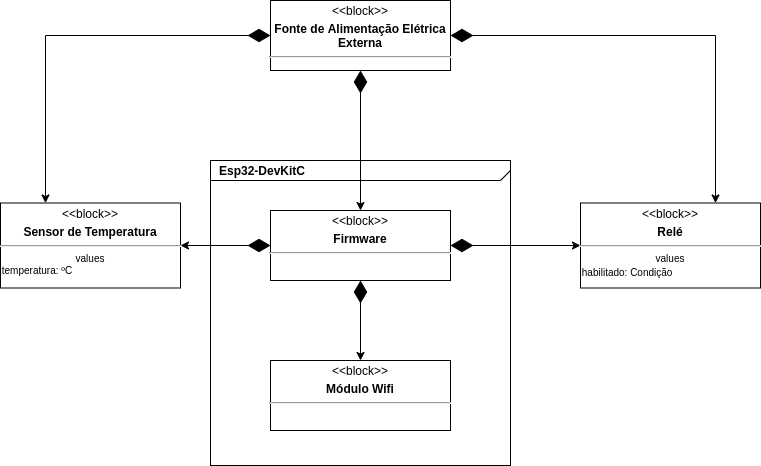 <<block>>
Fonte de Alimentação Elétrica
Externa
Esp32-DevKitC
<<block>>
Sensor de Temperatura
values
temperatura: ºC
<<block>>
Firmware
<<block>>
Relé
values
habilitado: Condição
<<block>>
Módulo Wifi